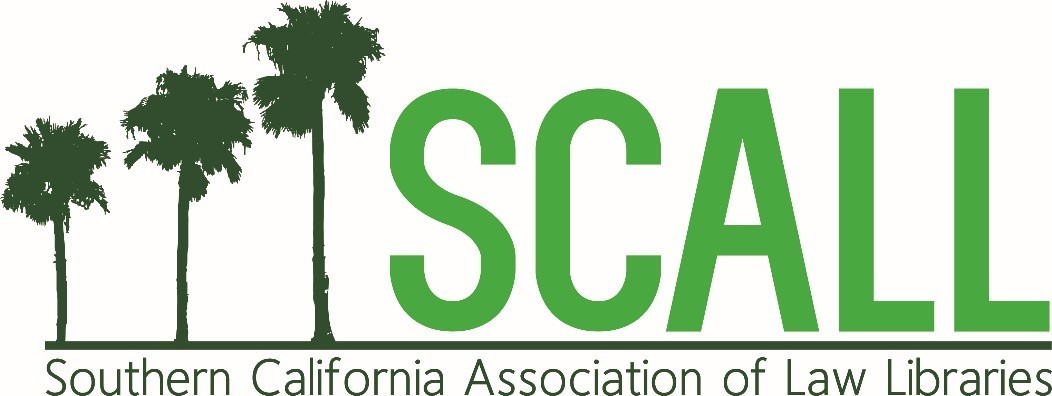 SCALL
Southern California Association of Law Libraries